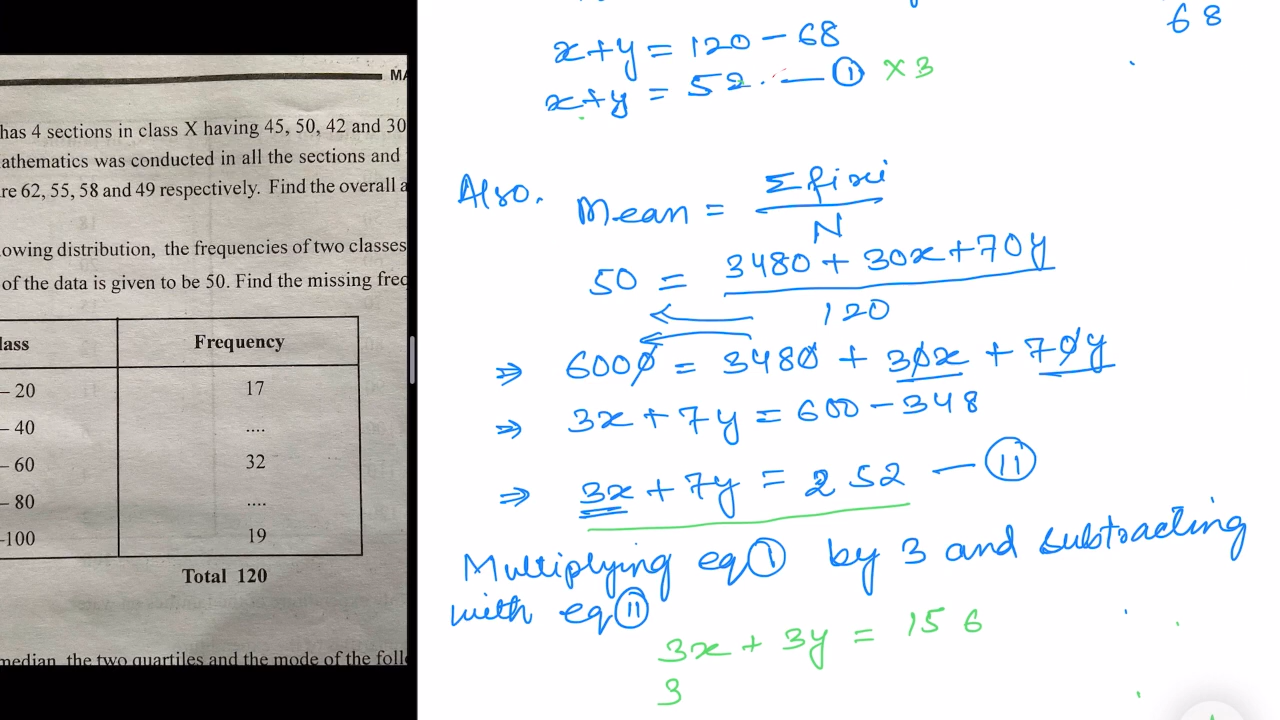 MA
has 4 sections in class X having 45, 50, 42 and 30
athematics was conducted in all the sections and
re 62, 55, 58 and 49 respectively. Find the overall a
owing distribution, the frequencies of two classes
of the data is given to be 50. Find the missing freq
lass Frequency
– 20 17
– 40 ....
– 60 32
– 80 ....
-100 19
Total 120
median, the two quartiles and the mode of the foll
68
x+y = 120 - 68
x+y = 52 — (i) ×3
Also. Mean = Σfixi / N
50 = 3480 + 30x + 70y / 120
⇒ 6000 = 3480 + 30x + 70y
⇒ 3x + 7y = 600 - 348
⇒ 3x + 7y = 252 — (ii)
Multiplying eq(i) by 3 and subtracting
with eq(ii)
3x + 3y = 156
3